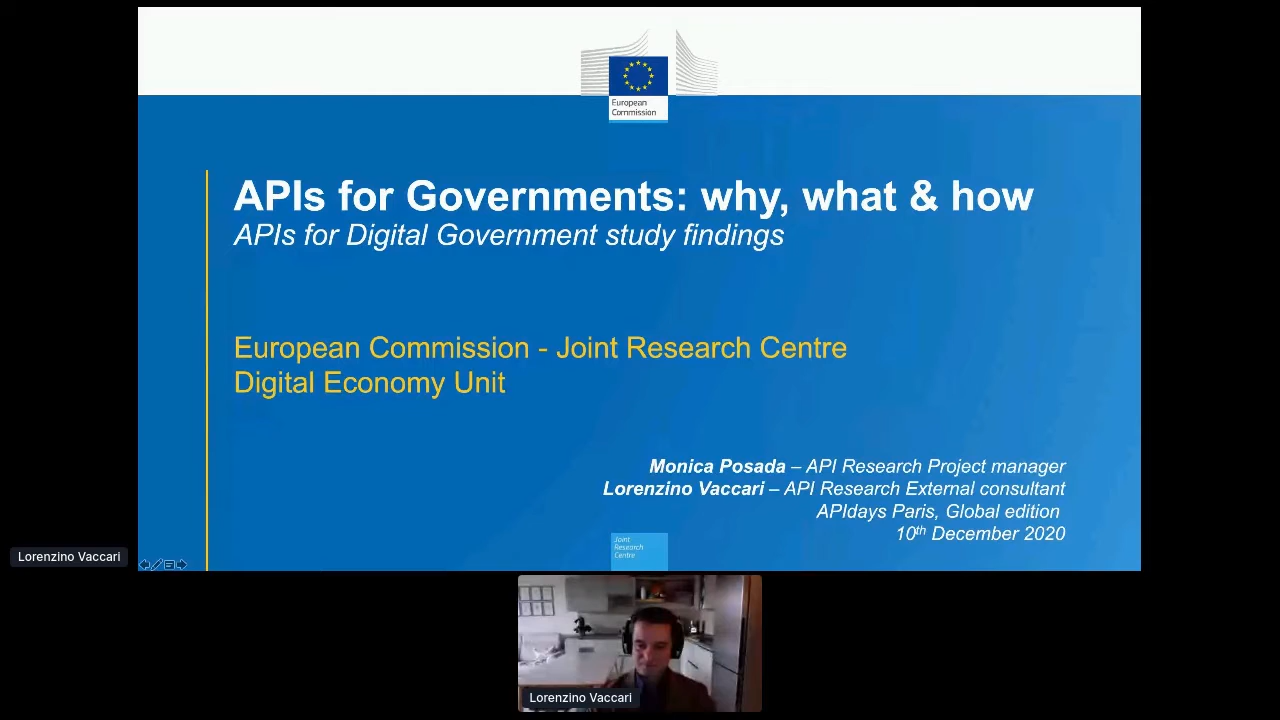 European
Commission
APIs for Governments: why, what & how
APIs for Digital Government study findings
European Commission - Joint Research Centre
Digital Economy Unit
Monica Posada – API Research Project manager
Lorenzino Vaccari – API Research External consultant
APIdays Paris, Global edition
10th December 2020
Joint
Research
Centre
Lorenzino Vaccari
Lorenzino Vaccari